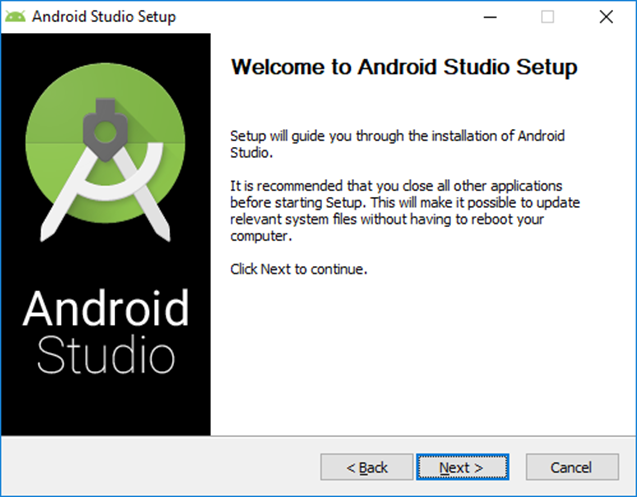 Android Studio Setup
Welcome to Android Studio Setup
Setup will guide you through the installation of Android
Studio.
It is recommended that you close all other applications
before starting Setup. This will make it possible to update
relevant system files without having to reboot your
computer.
Click Next to continue.
Android
Studio
< Back
Next >
Cancel